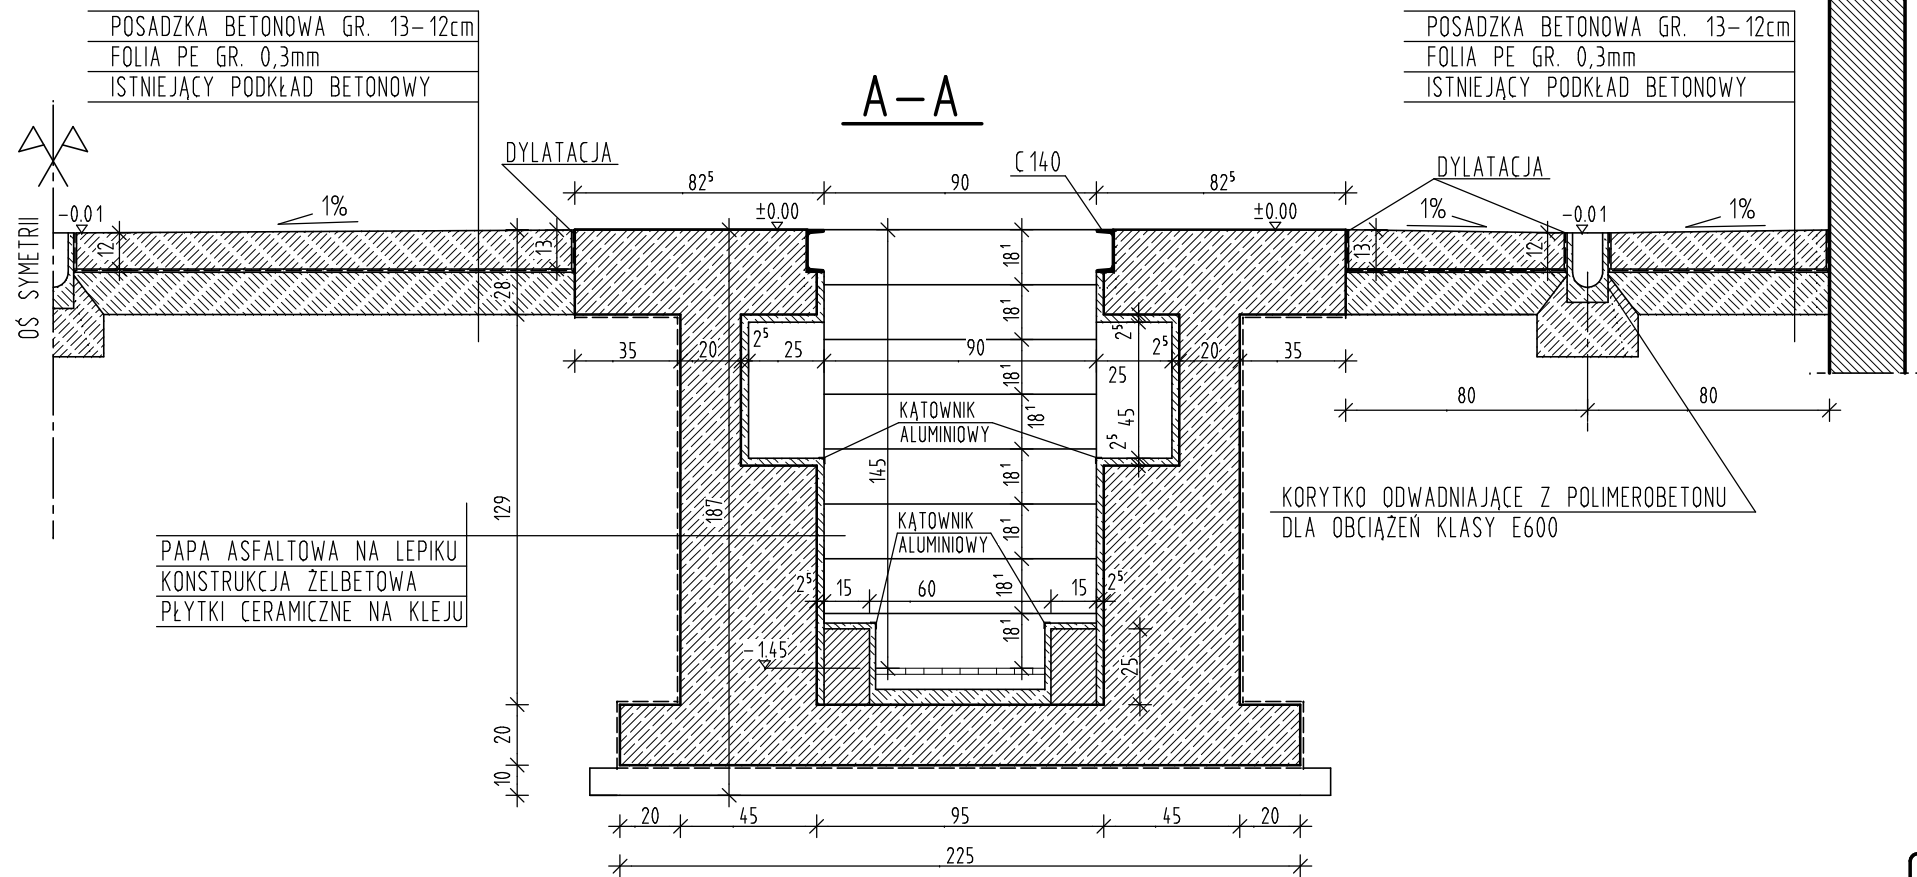 POSADZKA BETONOWA GR. 13-12cm
FOLIA PE GR. 0,3mm
ISTNIEJĄCY PODKŁAD BETONOWY
A-A
POSADZKA BETONOWA GR. 13-12cm
FOLIA PE GR. 0,3mm
ISTNIEJĄCY PODKŁAD BETONOWY
DYLATACJA
C 140
DYLATACJA
82⁵ 90 82⁵
-0.01 1% ±0.00 ±0.00 1% -0.01 1%
12 13 18¹ 13 12
OŚ SYMETRII
28 18¹ 2⁵
35 20 2⁵ 25 90 2⁵ 20 35
18¹ 25
80 80
KĄTOWNIK
ALUMINIOWY
18¹ 45
2⁵
145 18¹
129 187
KORYTKO ODWADNIAJĄCE Z POLIMEROBETONU
DLA OBCIĄŻEŃ KLASY E600
KĄTOWNIK
ALUMINIOWY
18¹
PAPA ASFALTOWA NA LEPIKU
KONSTRUKCJA ŻELBETOWA
PŁYTKI CERAMICZNE NA KLEJU
2⁵ 15 60 18¹ 15 2⁵
18¹
-1.45 25
20
10
20 45 95 45 20
225